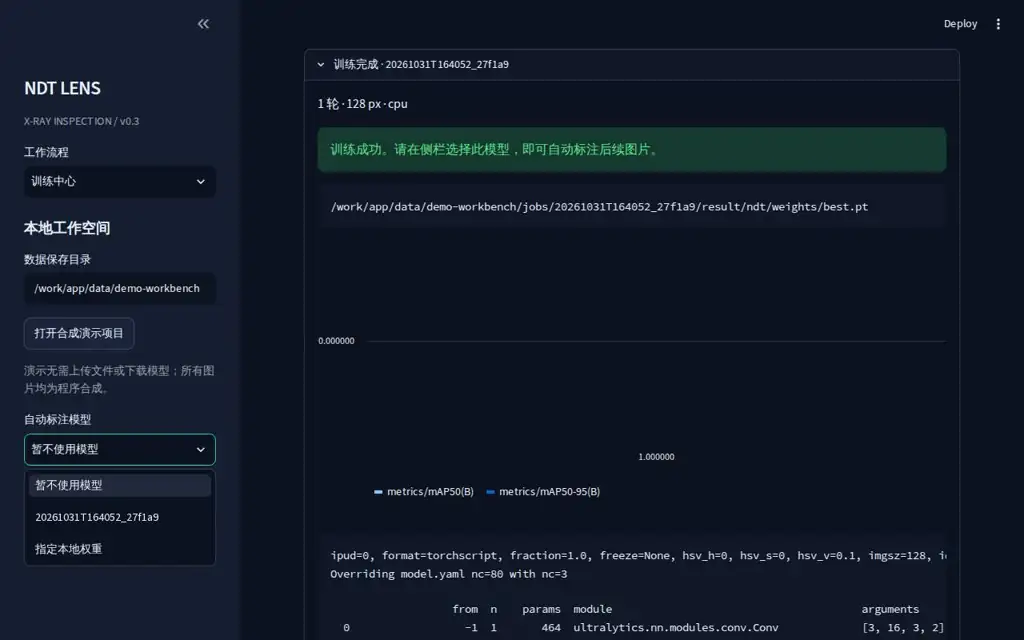 Deploy
NDT LENS
X-RAY INSPECTION / v0.3
工作流程
训练中心
本地工作空间
数据保存目录
/work/app/data/demo-workbench
打开合成演示项目
演示无需上传文件或下载模型；所有图
片均为程序合成。
自动标注模型
暂不使用模型
暂不使用模型
20261031T164052_27f1a9
指定本地权重
训练完成 · 20261031T164052_27f1a9
1 轮 · 128 px · cpu
训练成功。请在侧栏选择此模型，即可自动标注后续图片。
/work/app/data/demo-workbench/jobs/20261031T164052_27f1a9/result/ndt/weights/best.pt
0.000000
1.000000
metrics/mAP50(B) metrics/mAP50-95(B)
ipud=0, format=torchscript, fraction=1.0, freeze=None, hsv_h=0, hsv_s=0, hsv_v=0.1, imgsz=128,
Overriding model.yaml nc=80 with nc=3
from n params module arguments
0 -1 1 464 ultralytics.nn.modules.conv.Conv [3, 16, 3, 2]